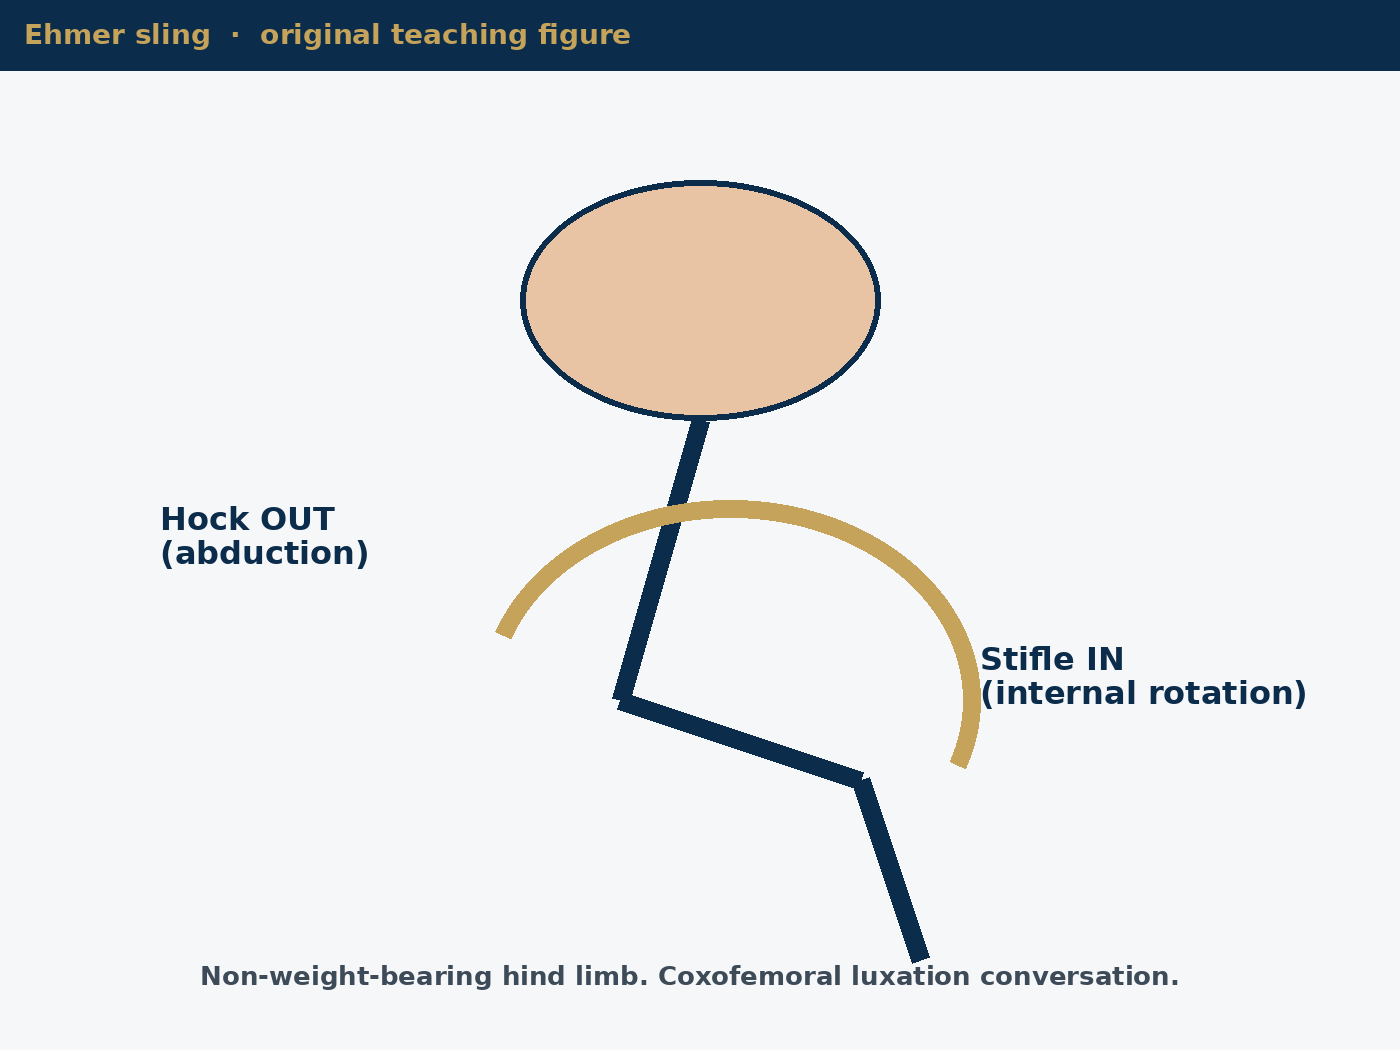 Ehmer sling · original teaching figure
Hock OUT
(abduction)
Stifle IN
(internal rotation)
Non-weight-bearing hind limb. Coxofemoral luxation conversation.